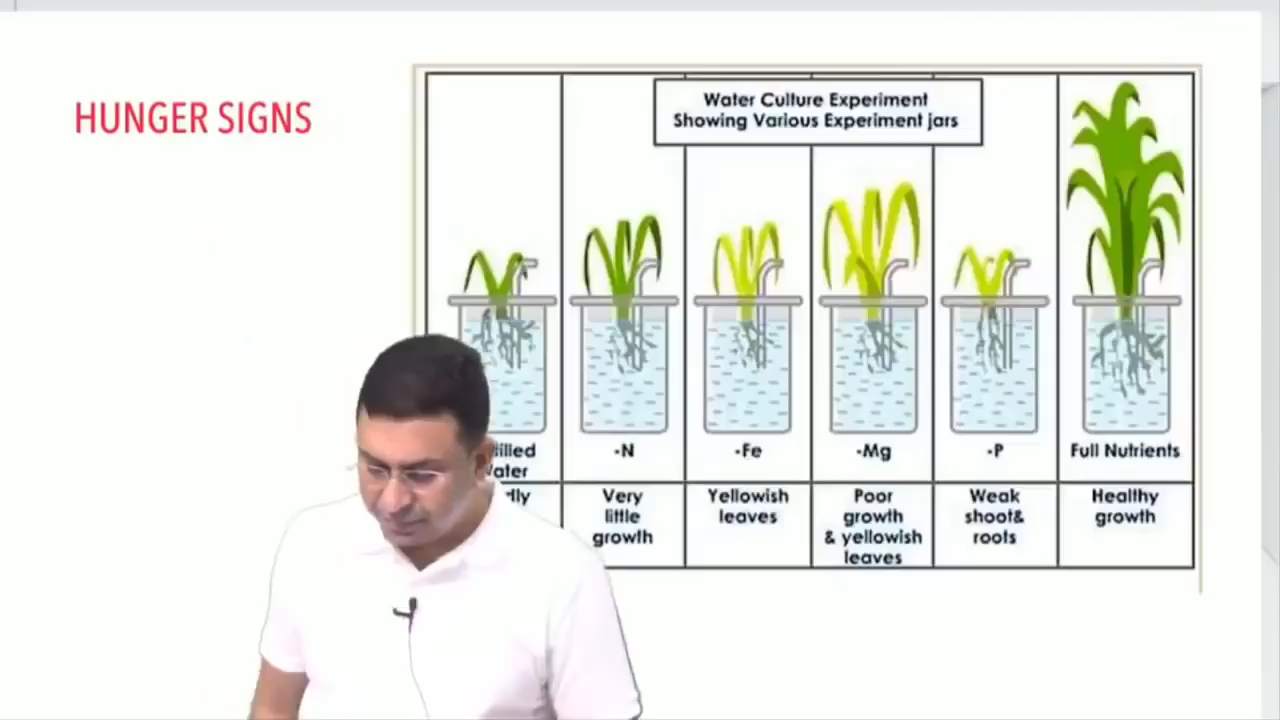 HUNGER SIGNS
Water Culture Experiment
Showing Various Experiment jars
-N
-Fe
-Mg
-P
Full Nutrients
Very
little
growth
Yellowish
leaves
Poor
growth
& yellowish
leaves
Weak
shoot&
roots
Healthy
growth